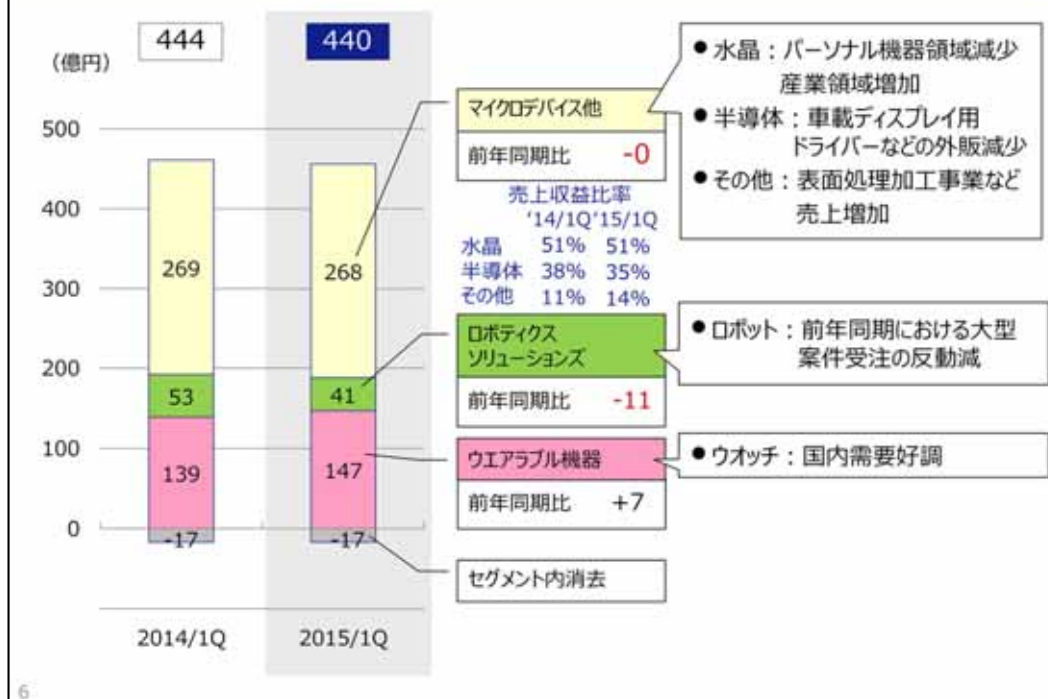 444
440
（億円）
500
400
300
200
100
0
269
268
53
41
139
147
-17
-17
2014/1Q
2015/1Q
マイクロデバイス他
前年同期比 -0
売上収益比率
'14/1Q '15/1Q
水晶 51% 51%
半導体 38% 35%
その他 11% 14%
ロボティクス
ソリューションズ
前年同期比 -11
ウエアラブル機器
前年同期比 +7
セグメント内消去
● 水晶：パーソナル機器領域減少
産業領域増加
● 半導体：車載ディスプレイ用
ドライバーなどの外販減少
● その他：表面処理加工事業など
売上増加
● ロボット：前年同期における大型
案件受注の反動減
● ウオッチ：国内需要好調
6